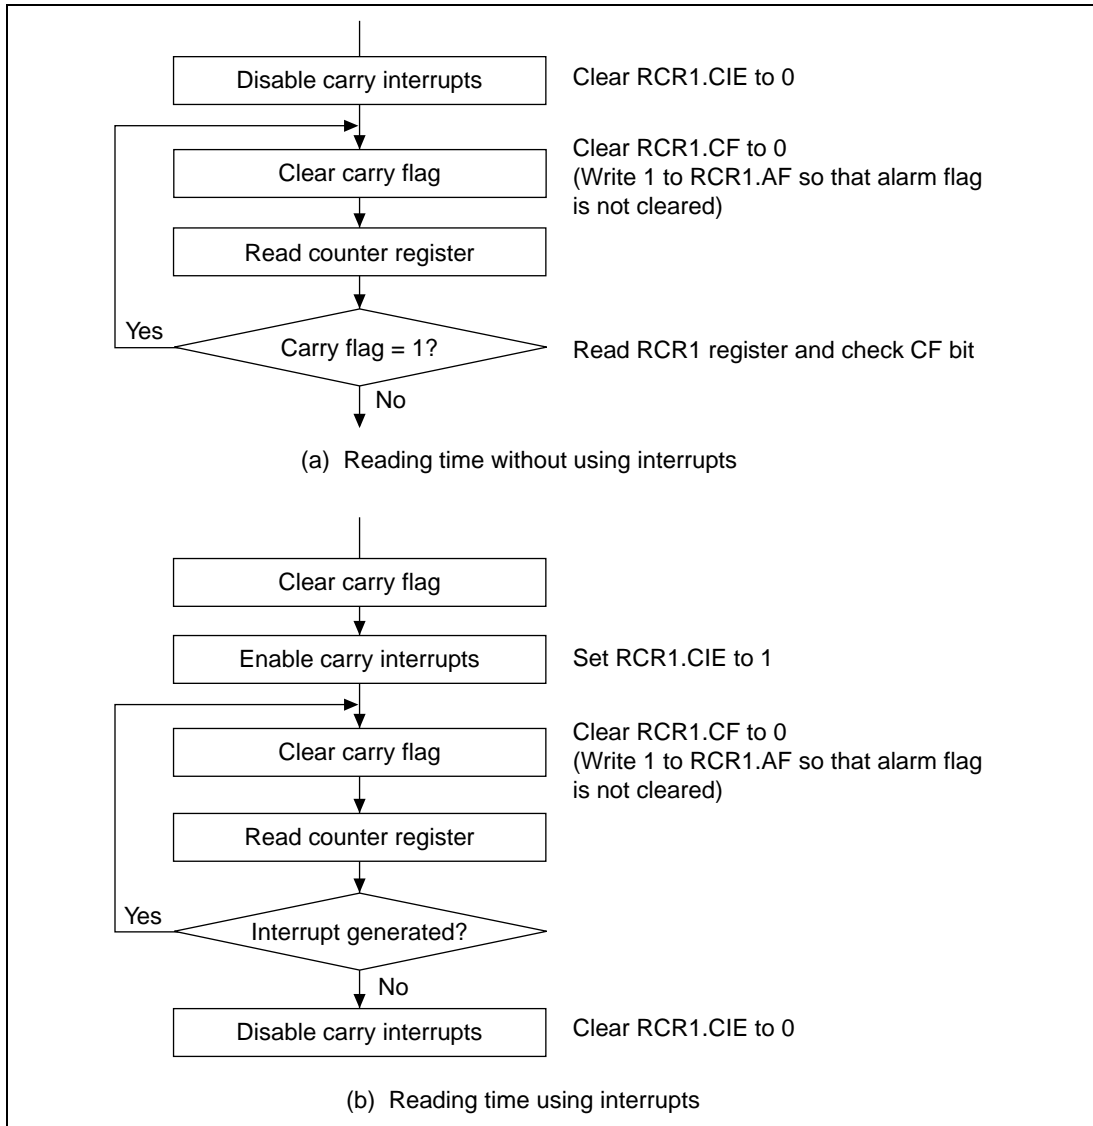 Disable carry interrupts
Clear RCR1.CIE to 0
Clear carry flag
Clear RCR1.CF to 0
(Write 1 to RCR1.AF so that alarm flag
is not cleared)
Read counter register
Yes
Carry flag = 1?
Read RCR1 register and check CF bit
No
(a) Reading time without using interrupts
Clear carry flag
Enable carry interrupts
Set RCR1.CIE to 1
Clear carry flag
Clear RCR1.CF to 0
(Write 1 to RCR1.AF so that alarm flag
is not cleared)
Read counter register
Yes
Interrupt generated?
No
Disable carry interrupts
Clear RCR1.CIE to 0
(b) Reading time using interrupts